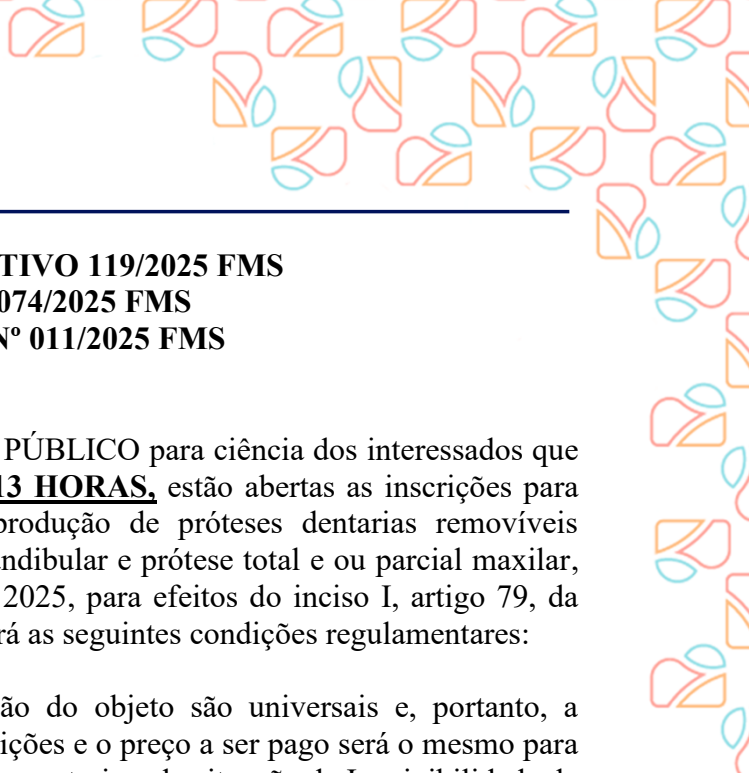 TIVO 119/2025 FMS
074/2025 FMS
Nº 011/2025 FMS
PÚBLICO para ciência dos interessados que
13 HORAS, estão abertas as inscrições para
produção de próteses dentarias removíveis
ndibular e prótese total e ou parcial maxilar,
2025, para efeitos do inciso I, artigo 79, da
rá as seguintes condições regulamentares:
ão do objeto são universais e, portanto, a
ições e o preço a ser pago será o mesmo para